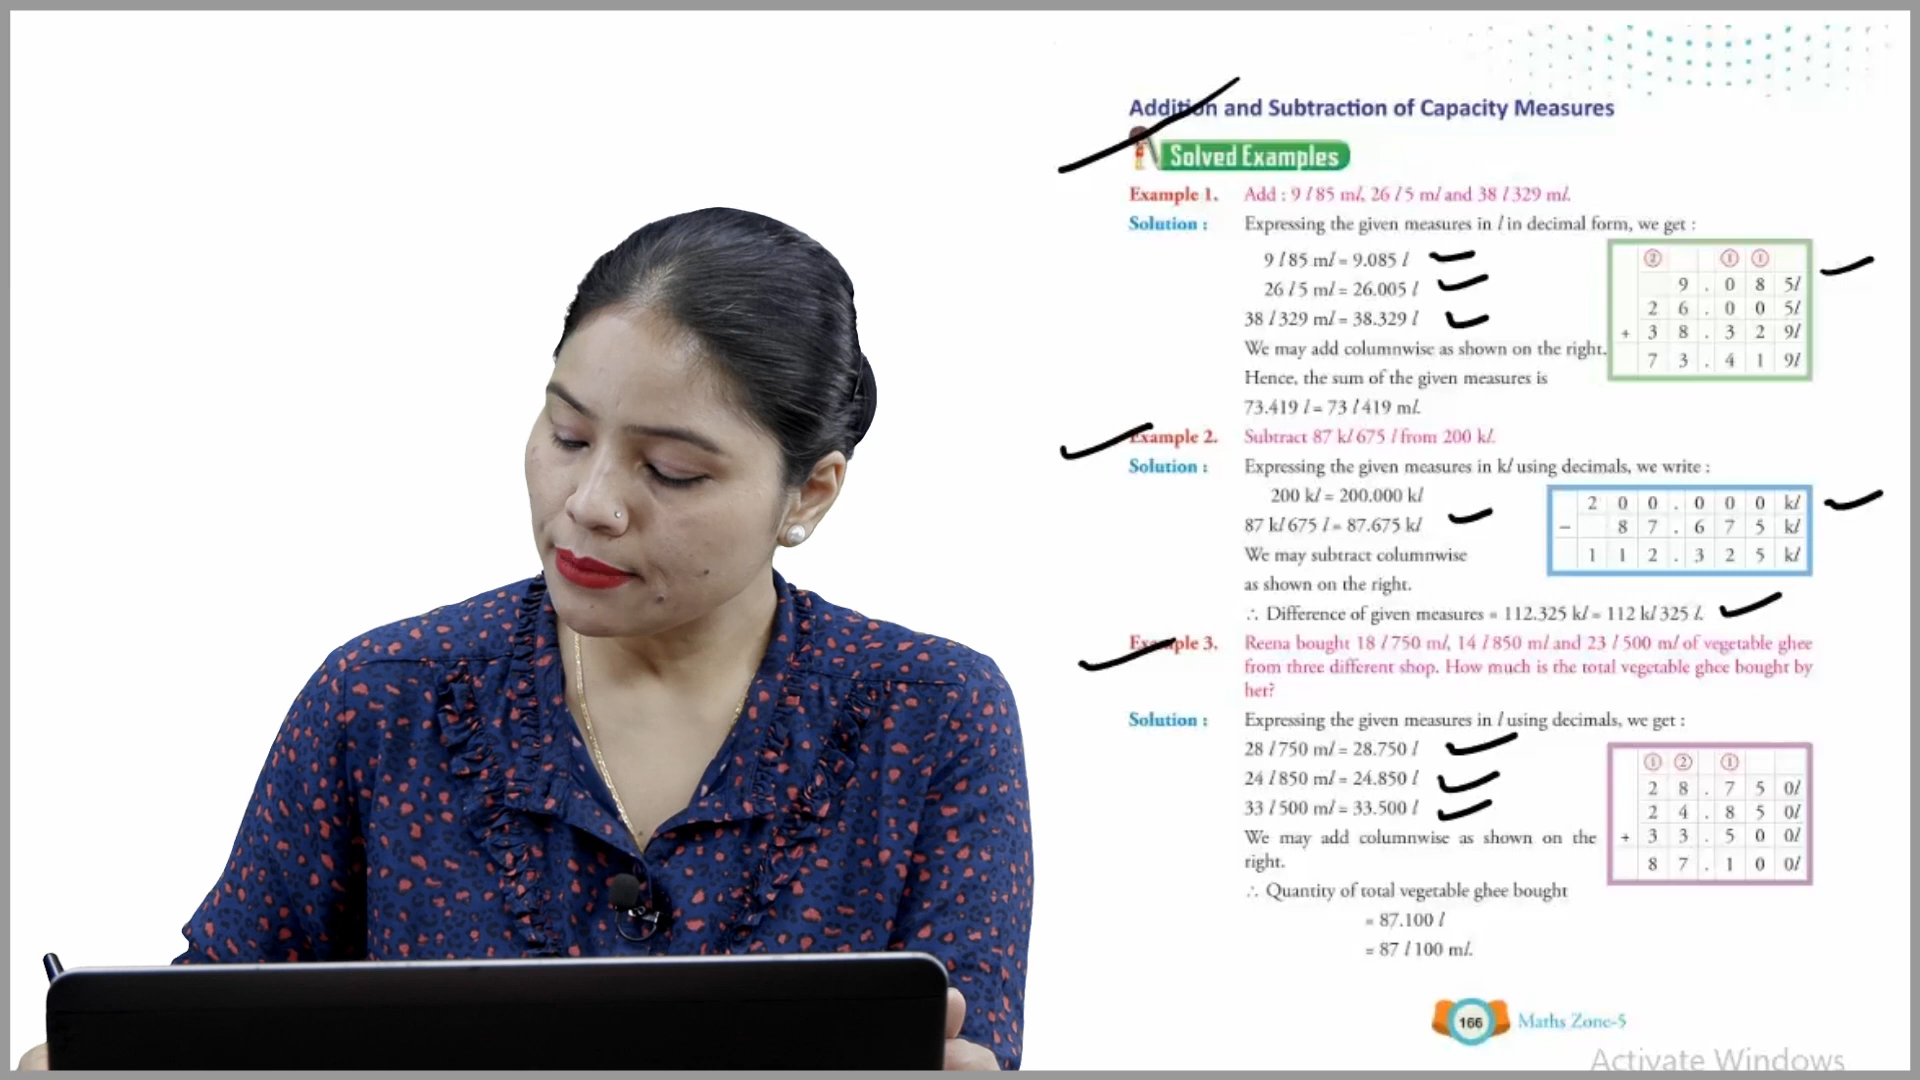 Addition and Subtraction of Capacity Measures
Solved Examples
Example 1. Add : 9 l 85 ml, 26 l 5 ml and 38 l 329 ml.
Solution : Expressing the given measures in l in decimal form, we get :
9 l 85 ml = 9.085 l
26 l 5 ml = 26.005 l
38 l 329 ml = 38.329 l
We may add columnwise as shown on the right.
Hence, the sum of the given measures is
73.419 l = 73 l 419 ml.
② ① ①
9 . 0 8 5l
2 6 . 0 0 5l
+ 3 8 . 3 2 9l
7 3 . 4 1 9l
Example 2. Subtract 87 kl 675 l from 200 kl.
Solution : Expressing the given measures in kl using decimals, we write :
200 kl = 200.000 kl
87 kl 675 l = 87.675 kl
We may subtract columnwise
as shown on the right.
2 0 0 . 0 0 0 kl
− 8 7 . 6 7 5 kl
1 1 2 . 3 2 5 kl
∴ Difference of given measures = 112.325 kl = 112 kl 325 l.
Example 3. Reena bought 18 l 750 ml, 14 l 850 ml and 23 l 500 ml of vegetable ghee
from three different shop. How much is the total vegetable ghee bought by
her?
Solution : Expressing the given measures in l using decimals, we get :
28 l 750 ml = 28.750 l
24 l 850 ml = 24.850 l
33 l 500 ml = 33.500 l
We may add columnwise as shown on the
right.
① ② ①
2 8 . 7 5 0l
2 4 . 8 5 0l
+ 3 3 . 5 0 0l
8 7 . 1 0 0l
∴ Quantity of total vegetable ghee bought
= 87.100 l
= 87 l 100 ml.
166 Maths Zone-5
Activate Windows